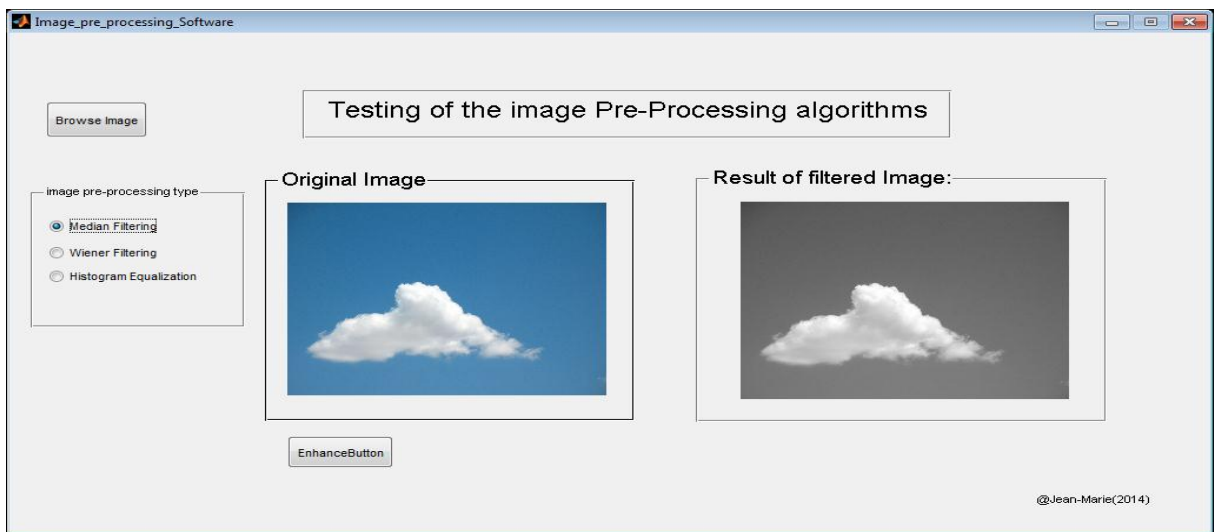 Image_pre_processing_Software
Testing of the image Pre-Processing algorithms
Browse Image
image pre-processing type
Median Filtering
Wiener Filtering
Histogram Equalization
Original Image
Result of filtered Image:
EnhanceButton
@Jean-Marie(2014)